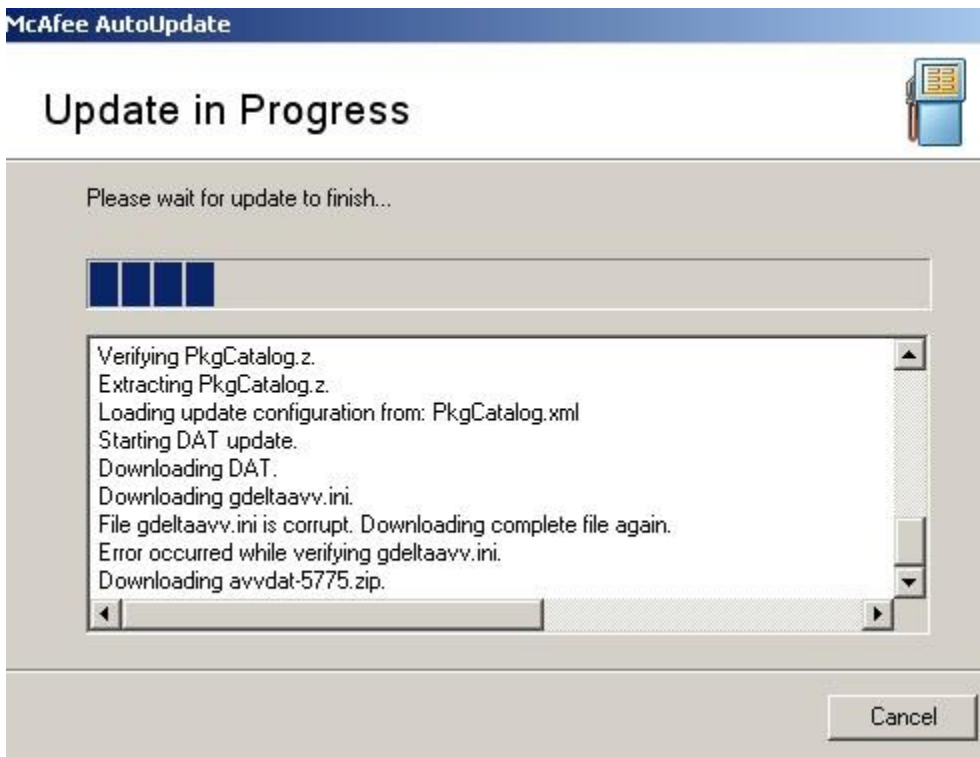 McAfee AutoUpdate
Update in Progress
Please wait for update to finish...
Verifying PkgCatalog.z.
Extracting PkgCatalog.z.
Loading update configuration from: PkgCatalog.xml
Starting DAT update.
Downloading DAT.
Downloading gdeltaavv.ini.
File gdeltaavv.ini is corrupt. Downloading complete file again.
Error occurred while verifying gdeltaavv.ini.
Downloading avvdat-5775.zip.
Cancel